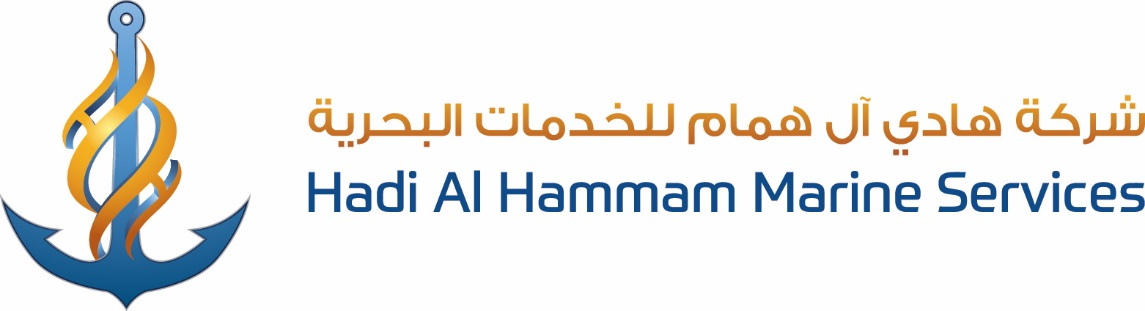 شركة هادي آل همام للخدمات البحرية
Hadi Al Hammam Marine Services